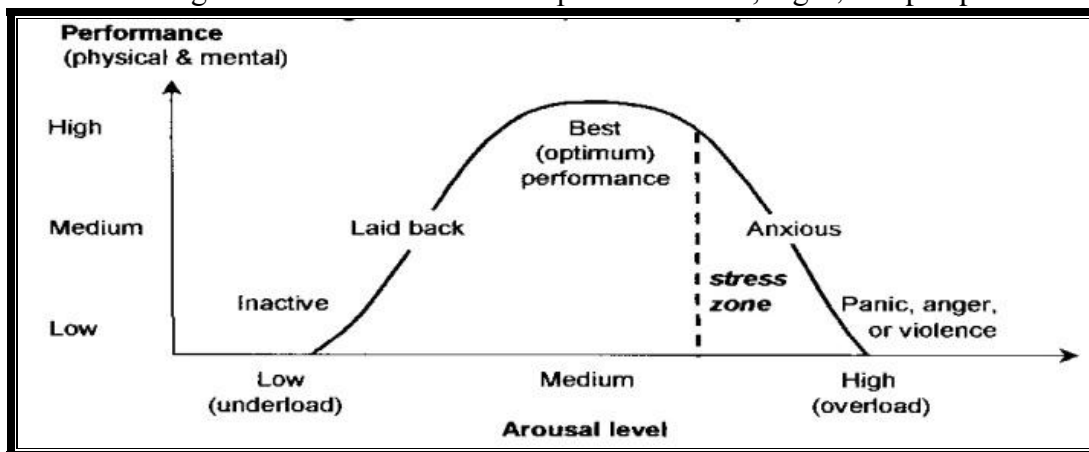 Performance
(physical & mental)
High
Best
(optimum)
performance
Medium
Laid back
Anxious
stress
zone
Inactive
Panic, anger,
or violence
Low
Low
(underload)
Medium
High
(overload)
Arousal level